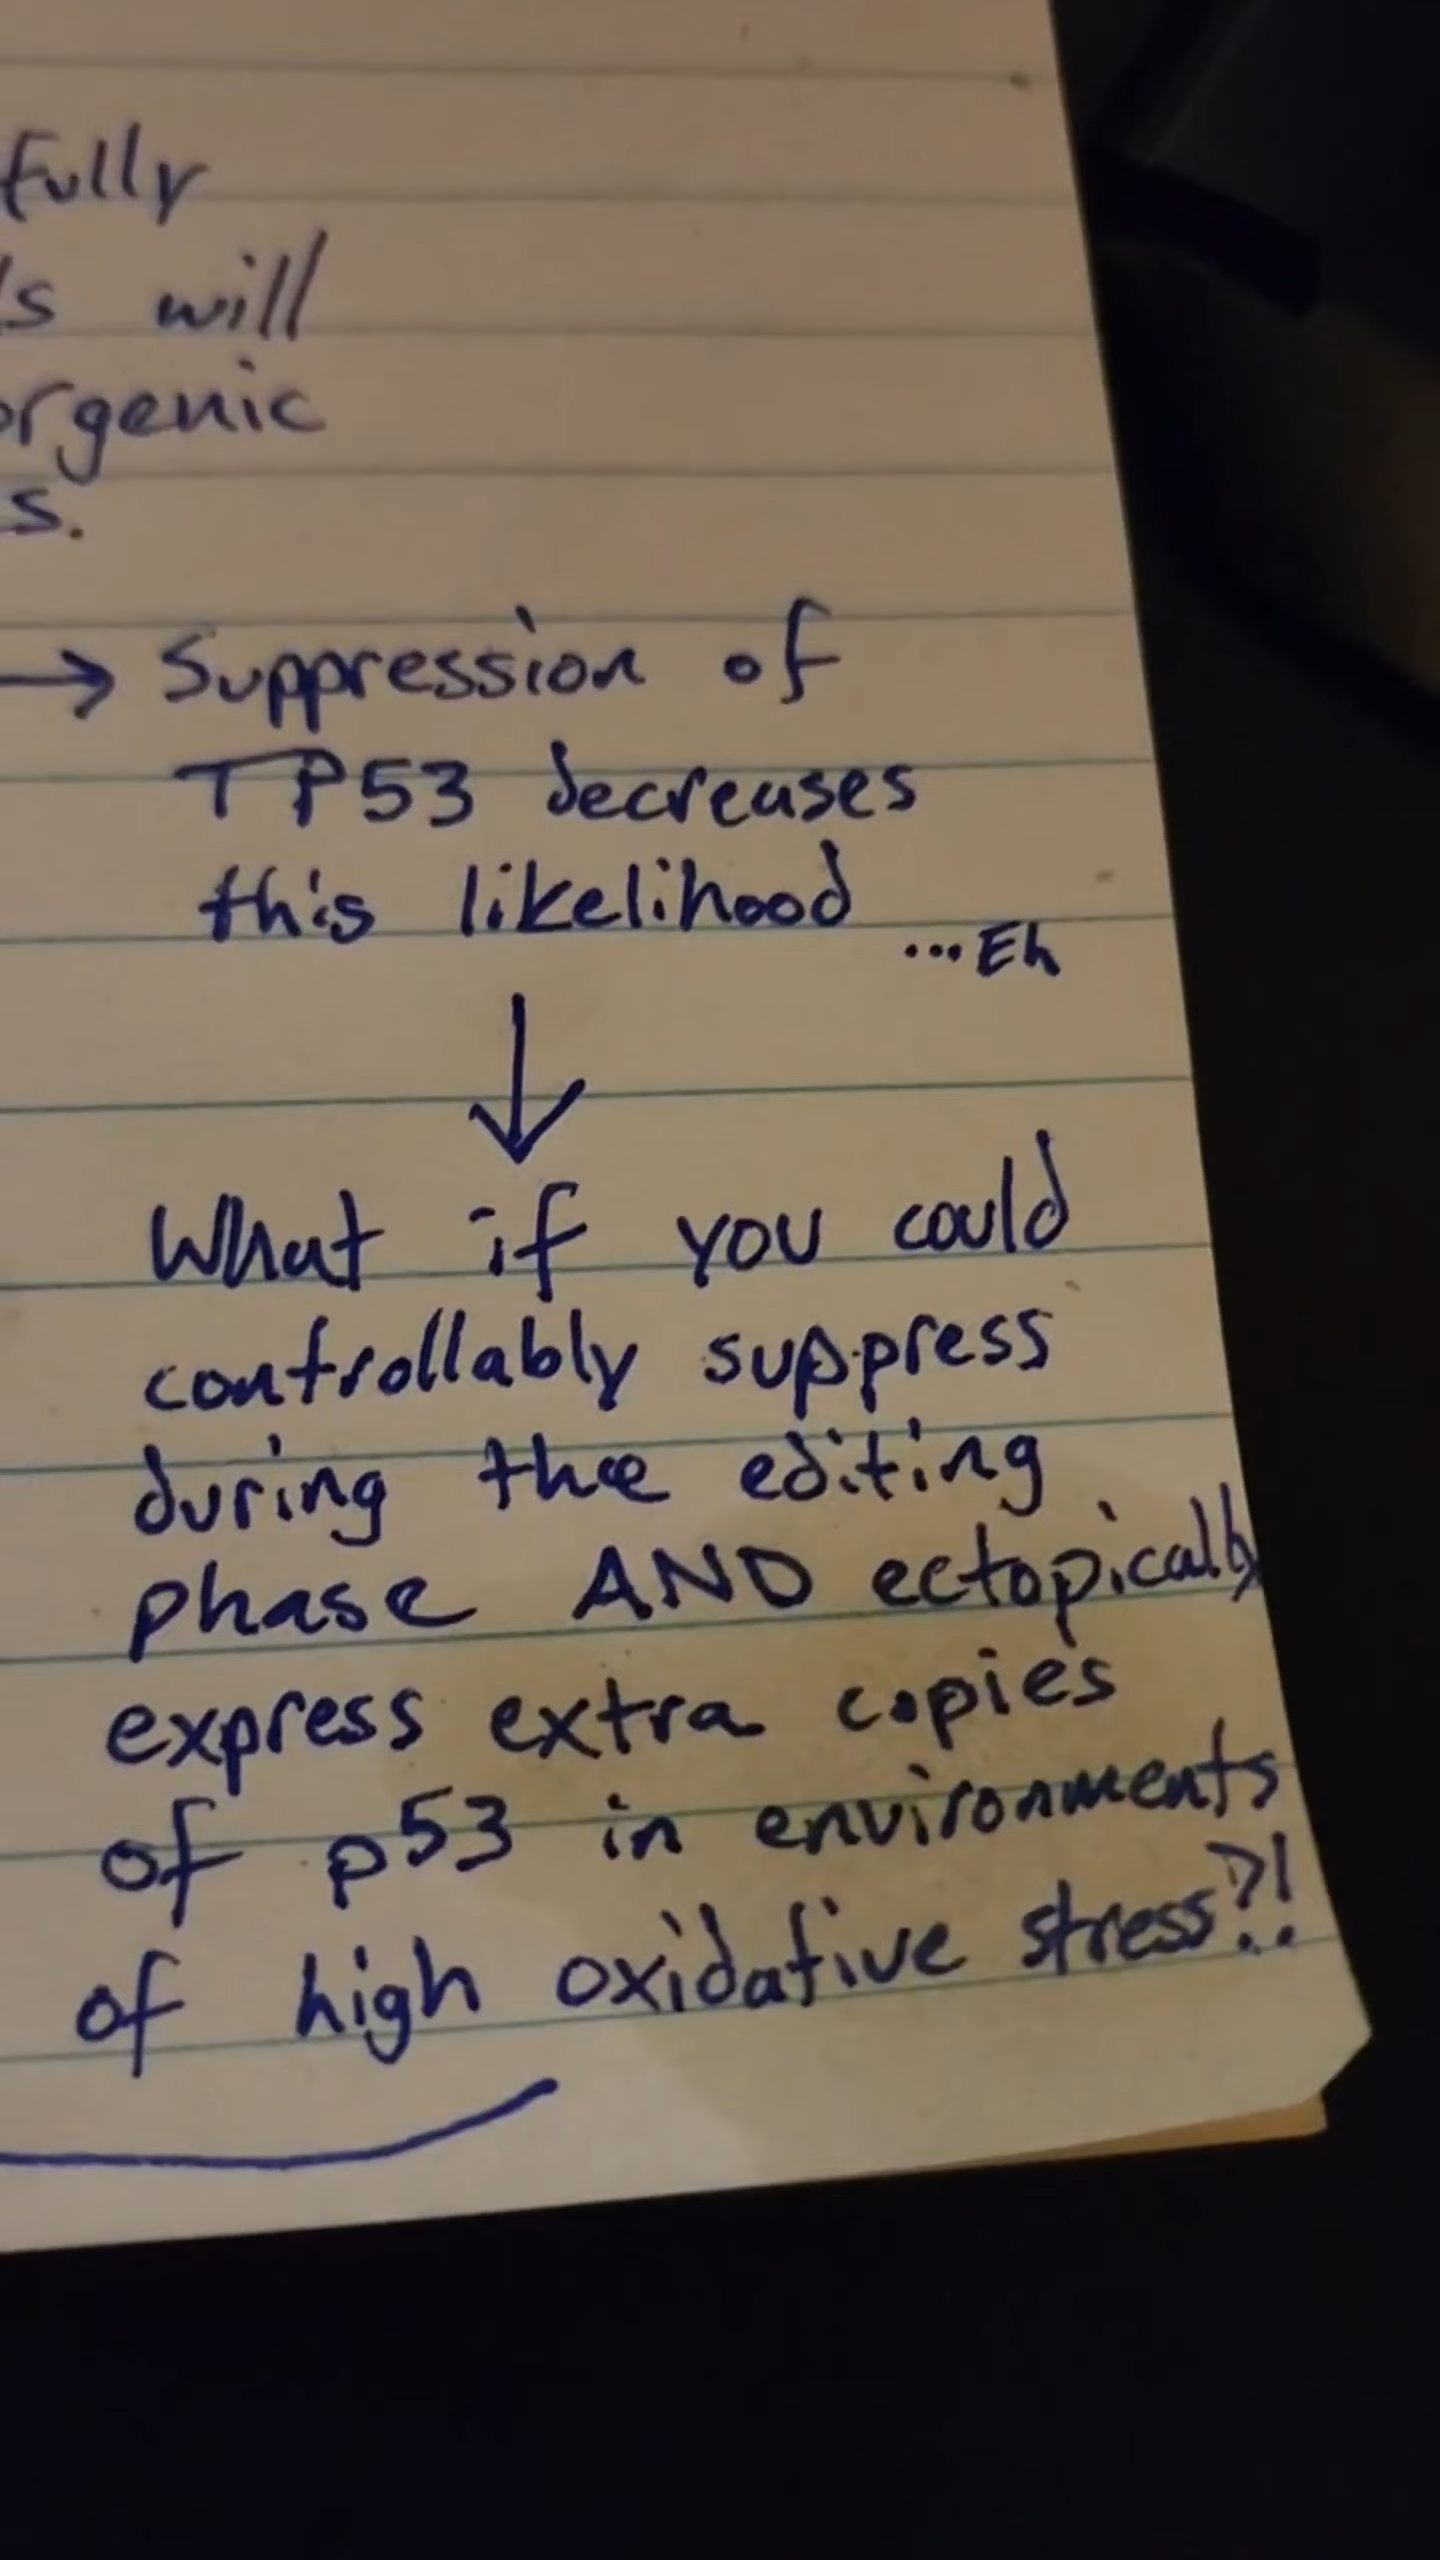 fully
will
orgenic
s.
→ Suppression of
TP53 decreases
this likelihood
...Eh
↓
What if you could
controllably suppress
during the editing
phase AND ectopically
express extra copies
of p53 in environments
of high oxidative stress?!